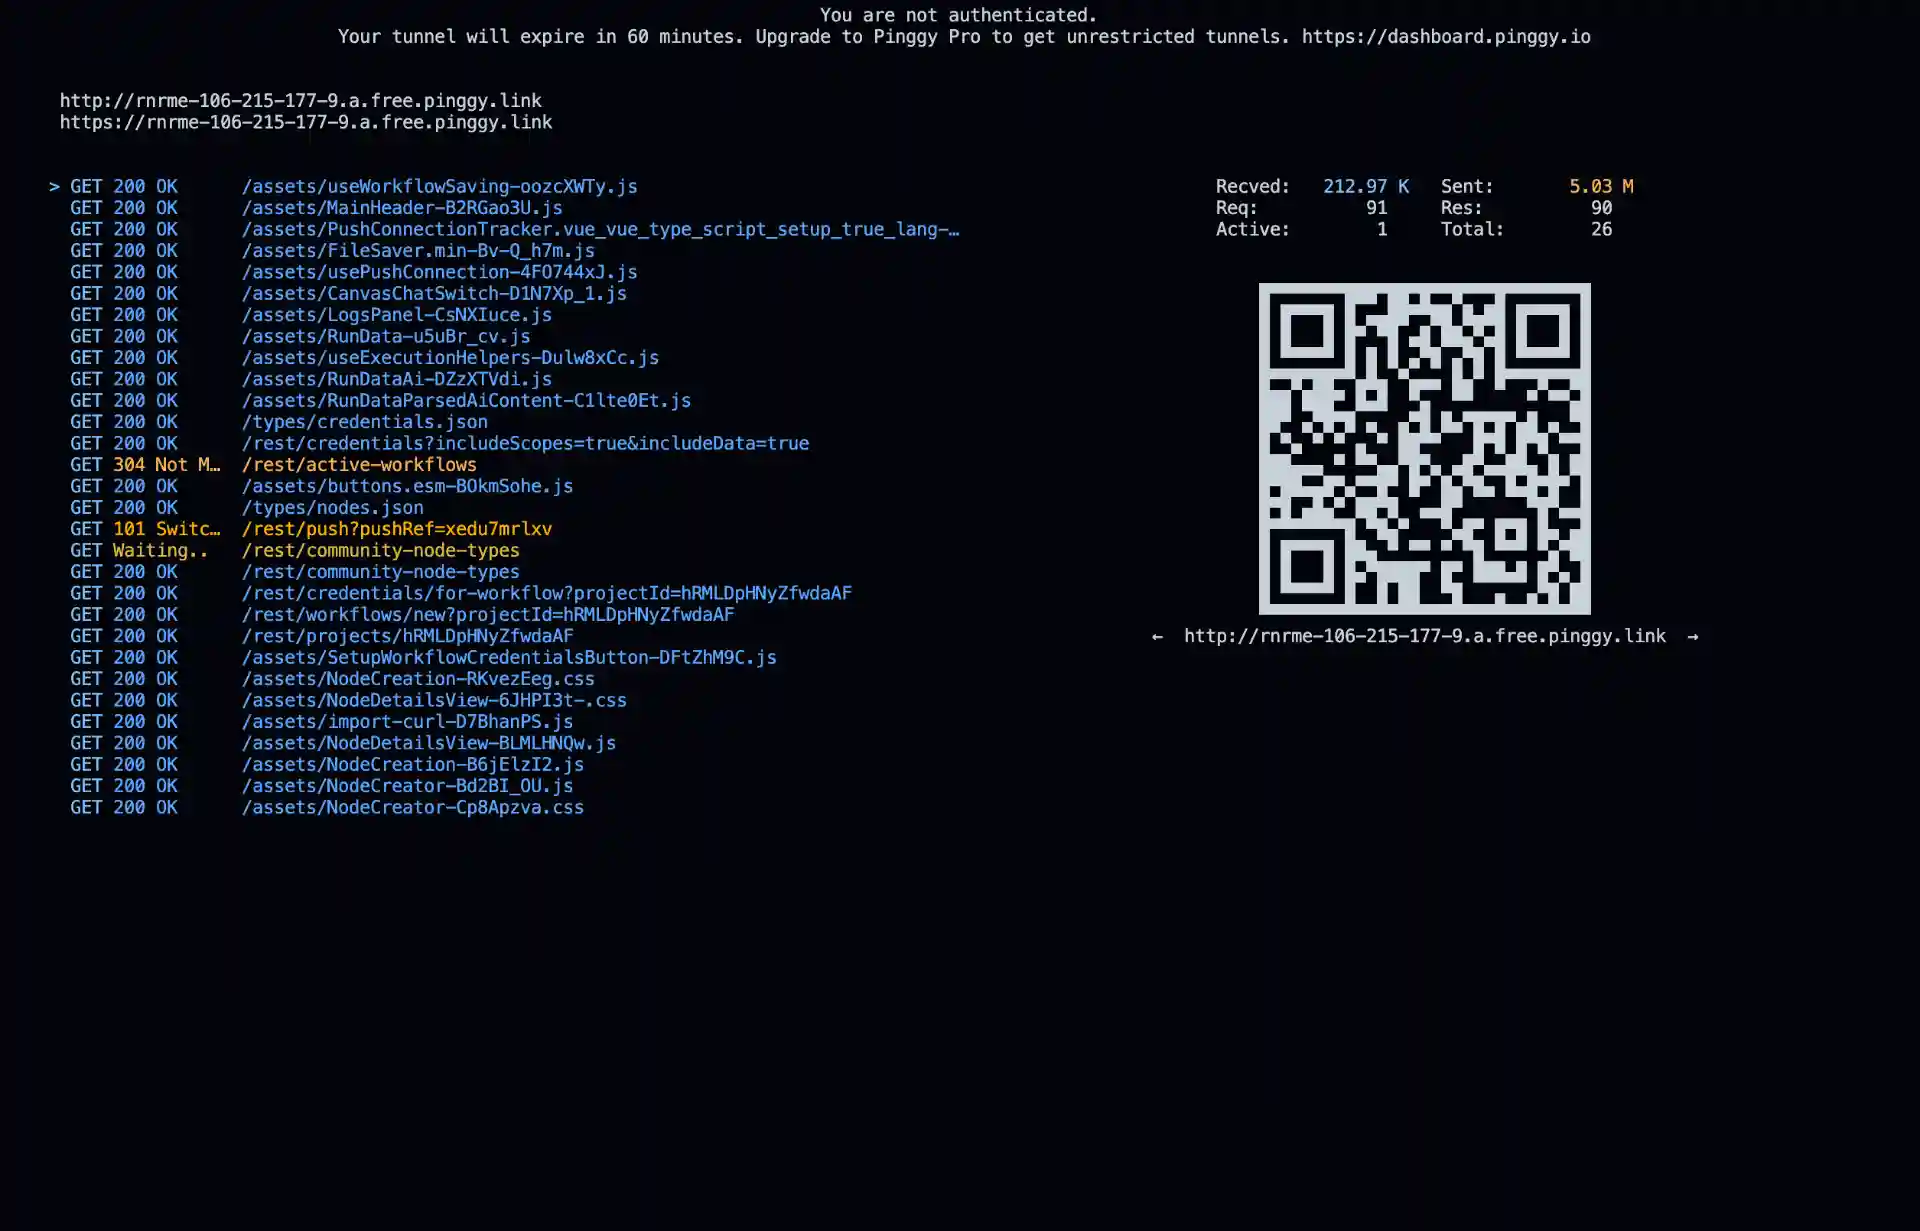 You are not authenticated.
Your tunnel will expire in 60 minutes. Upgrade to Pinggy Pro to get unrestricted tunnels. https://dashboard.pinggy.io
http://rnrme-106-215-177-9.a.free.pinggy.link
https://rnrme-106-215-177-9.a.free.pinggy.link
> GET 200 OK /assets/useWorkflowSaving-oozcXWTy.js
GET 200 OK /assets/MainHeader-B2RGao3U.js
GET 200 OK /assets/PushConnectionTracker.vue_vue_type_script_setup_true_lang-…
GET 200 OK /assets/FileSaver.min-Bv-Q_h7m.js
GET 200 OK /assets/usePushConnection-4FO744xJ.js
GET 200 OK /assets/CanvasChatSwitch-D1N7Xp_1.js
GET 200 OK /assets/LogsPanel-CsNXIuce.js
GET 200 OK /assets/RunData-u5uBr_cv.js
GET 200 OK /assets/useExecutionHelpers-Dulw8xCc.js
GET 200 OK /assets/RunDataAi-DZzXTVdi.js
GET 200 OK /assets/RunDataParsedAiContent-C1lte0Et.js
GET 200 OK /types/credentials.json
GET 200 OK /rest/credentials?includeScopes=true&includeData=true
GET 304 Not M… /rest/active-workflows
GET 200 OK /assets/buttons.esm-BOkmSohe.js
GET 200 OK /types/nodes.json
GET 101 Switc… /rest/push?pushRef=xedu7mrlxv
GET Waiting.. /rest/community-node-types
GET 200 OK /rest/community-node-types
GET 200 OK /rest/credentials/for-workflow?projectId=hRMLDpHNyZfwdaAF
GET 200 OK /rest/workflows/new?projectId=hRMLDpHNyZfwdaAF
GET 200 OK /rest/projects/hRMLDpHNyZfwdaAF
GET 200 OK /assets/SetupWorkflowCredentialsButton-DFtZhM9C.js
GET 200 OK /assets/NodeCreation-RKvezEeg.css
GET 200 OK /assets/NodeDetailsView-6JHPI3t-.css
GET 200 OK /assets/import-curl-D7BhanPS.js
GET 200 OK /assets/NodeDetailsView-BLMLHNQw.js
GET 200 OK /assets/NodeCreation-B6jElzI2.js
GET 200 OK /assets/NodeCreator-Bd2BI_OU.js
GET 200 OK /assets/NodeCreator-Cp8Apzva.css
Recved: 212.97 K Sent: 5.03 M
Req: 91 Res: 90
Active: 1 Total: 26
← http://rnrme-106-215-177-9.a.free.pinggy.link →